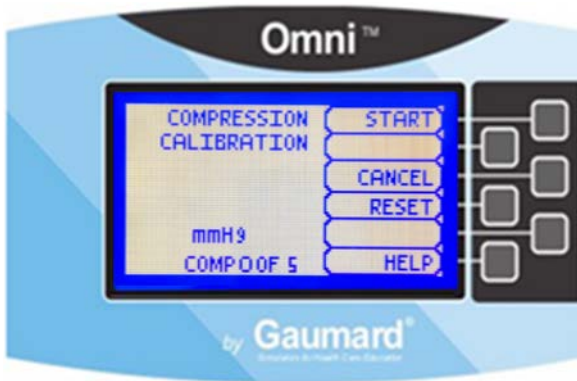 Omni™
COMPRESSION
CALIBRATION
START
CANCEL
RESET
mmH9
COMP 0 OF 5
HELP
by Gaumard®